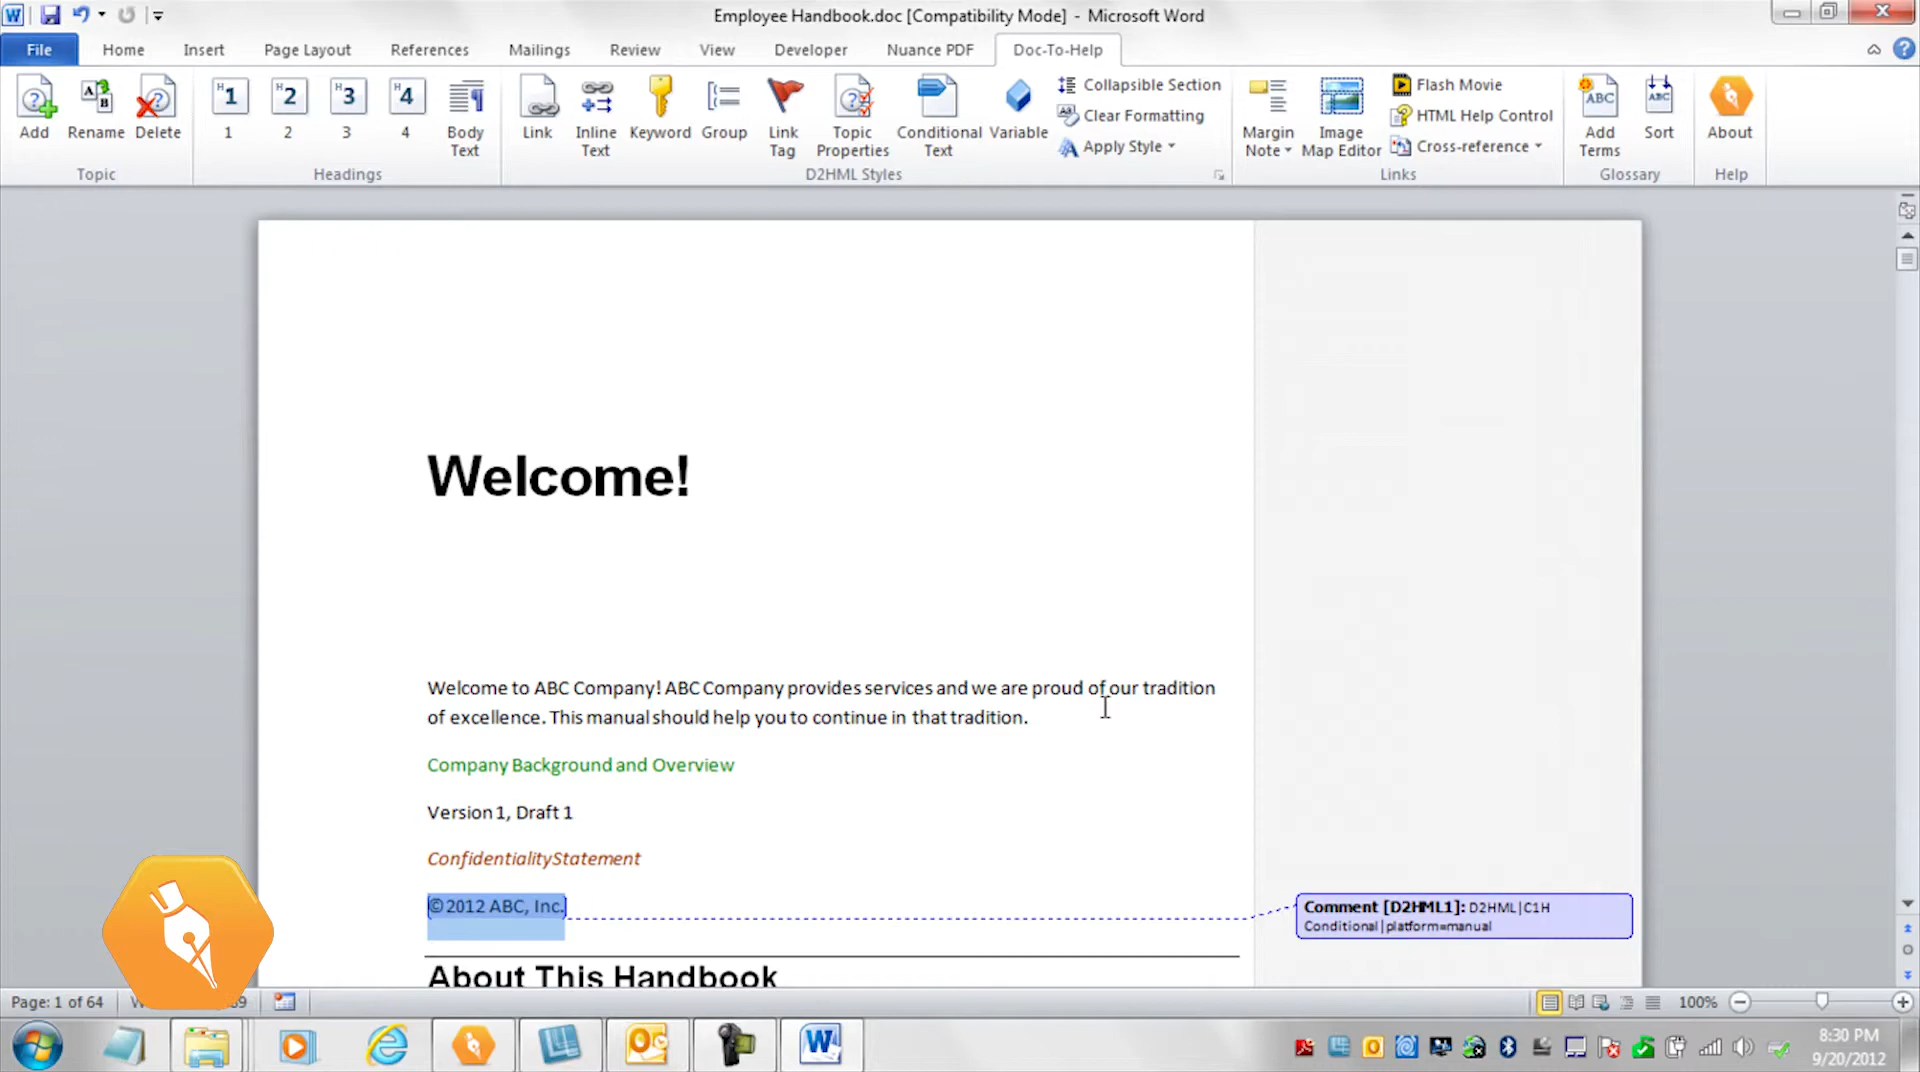 Employee Handbook.doc [Compatibility Mode] - Microsoft Word
File Home Insert Page Layout References Mailings Review View Developer Nuance PDF Doc-To-Help
Add Rename Delete
Topic
H1 H2 H3 H4
1 2 3 4 Body Text
Headings
Link Inline Text Keyword Group Link Tag Topic Properties Conditional Text Variable
Collapsible Section
Clear Formatting
Apply Style
D2HML Styles
Margin Note Image Map Editor
Flash Movie
HTML Help Control
Cross-reference
Links
Add Terms Sort
Glossary
About
Help
Welcome!
Welcome to ABC Company! ABC Company provides services and we are proud of our tradition
of excellence. This manual should help you to continue in that tradition.
Company Background and Overview
Version 1, Draft 1
Confidentiality Statement
©2012 ABC, Inc.
Comment [D2HML1]: D2HML|C1H
Conditional|platform=manual
About This Handbook
Page: 1 of 64
100%
8:30 PM
9/20/2012